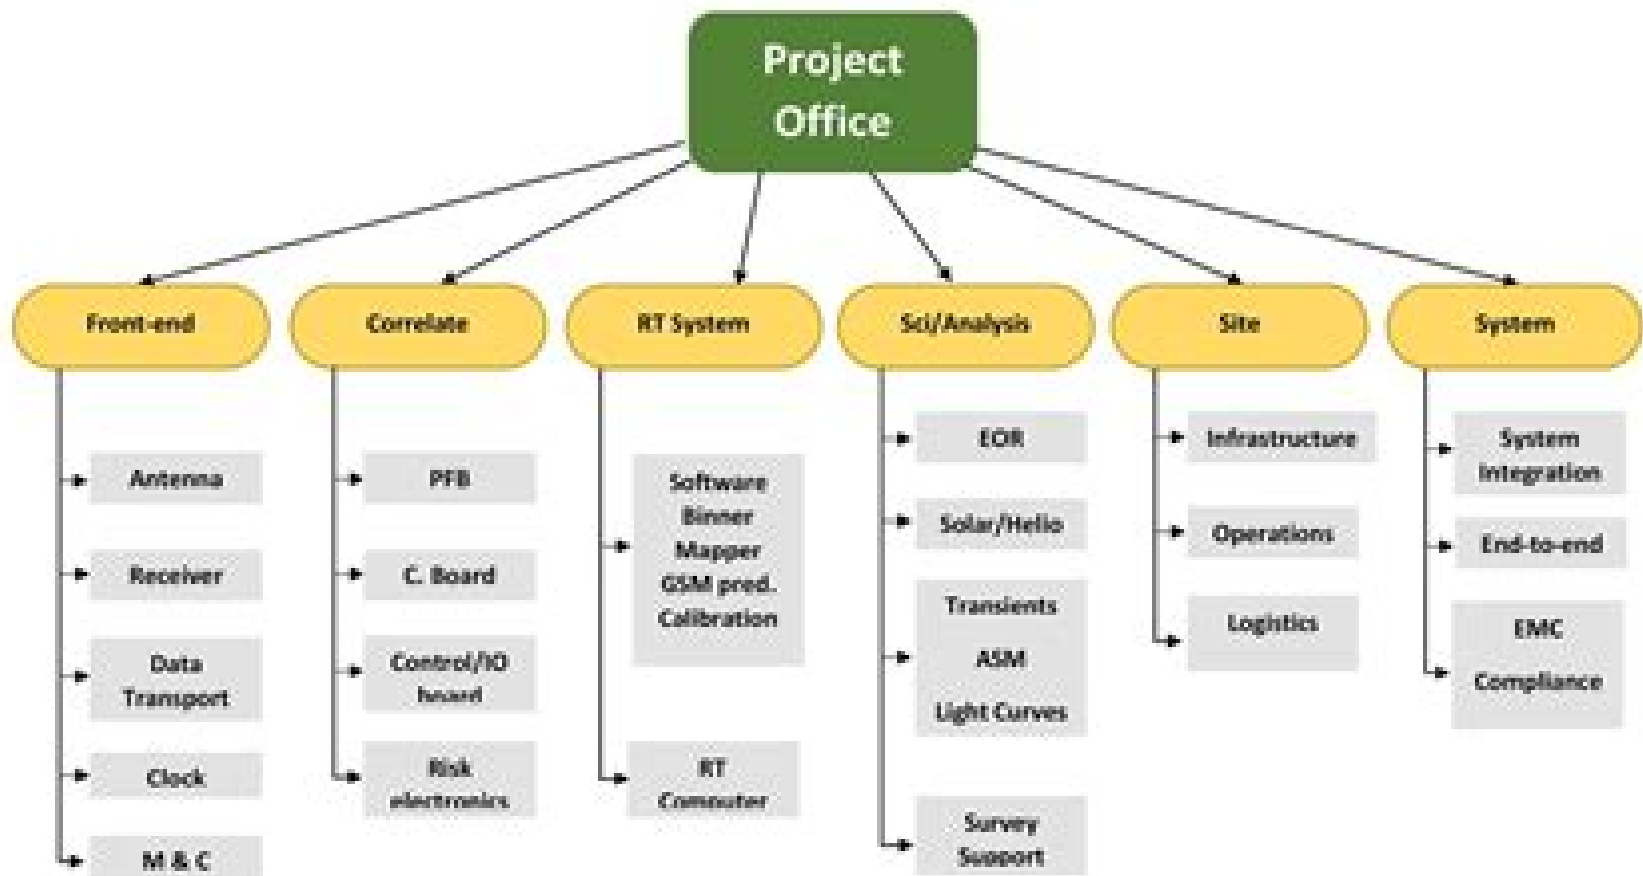 Project
Office
Front-end
Correlate
RT System
Sci/Analysis
Site
System
Antenna
Receiver
Data
Transport
Clock
M & C
PFB
C. Board
Control/IO
board
Risk
electronics
Software
Binner
Mapper
GSM pred.
Calibration
RT
Computer
EOR
Solar/Helio
Transients
ASM
Light Curves
Survey
Support
Infrastructure
Operations
Logistics
System
Integration
End-to-end
EMC
Compliance